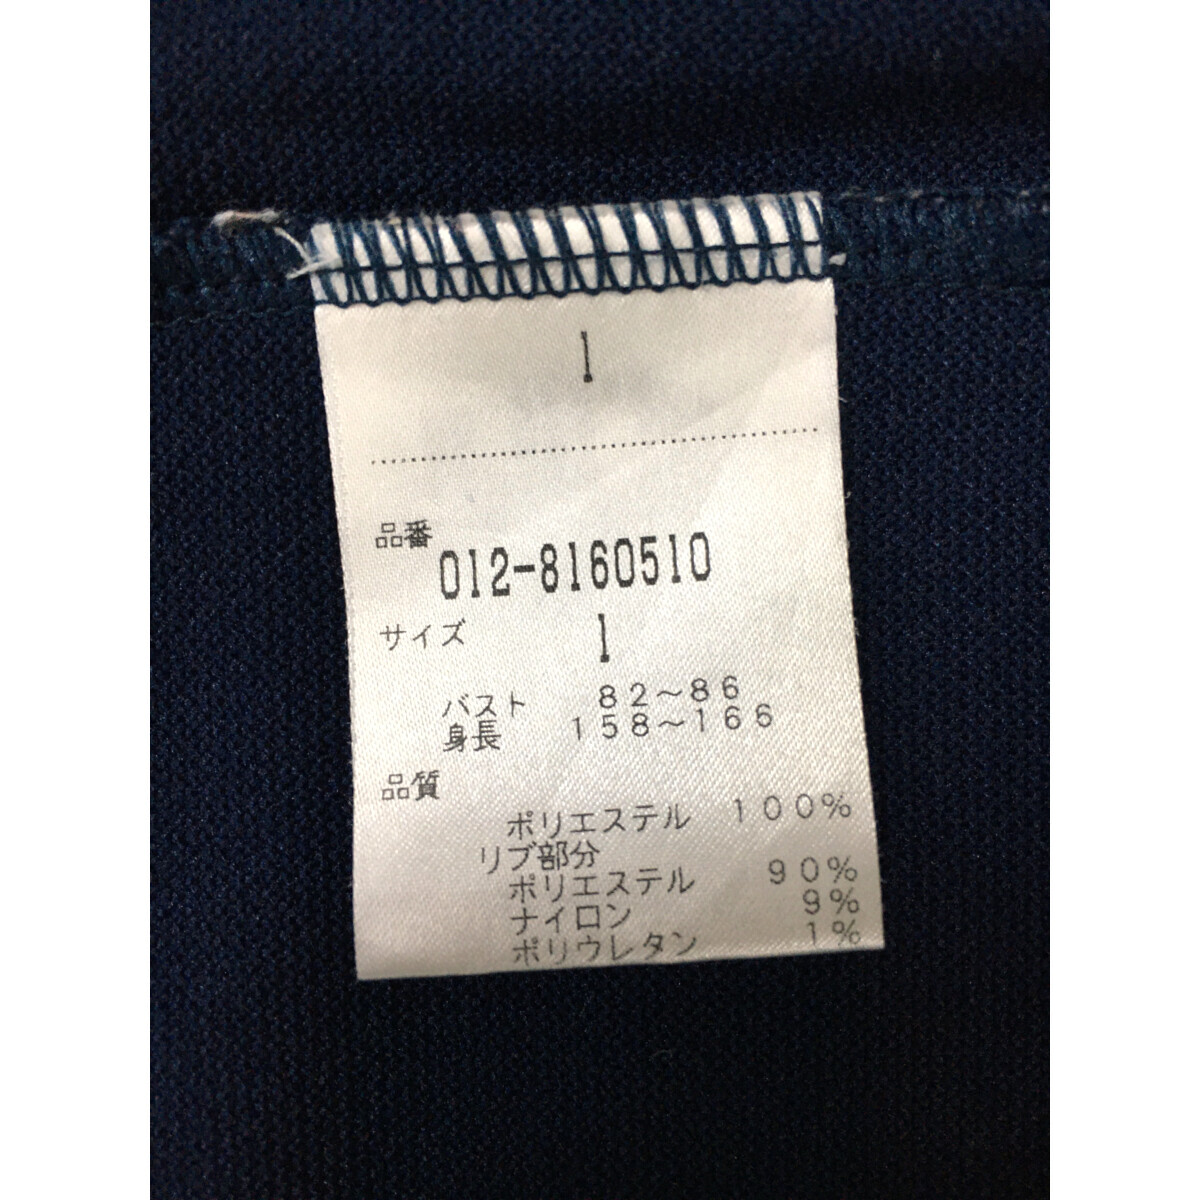 1
品番
012-8160510
サイズ 1
バスト 82～86
身長 158～166
品質
ポリエステル 100%
リブ部分
ポリエステル 90%
ナイロン 9%
ポリウレタン 1%